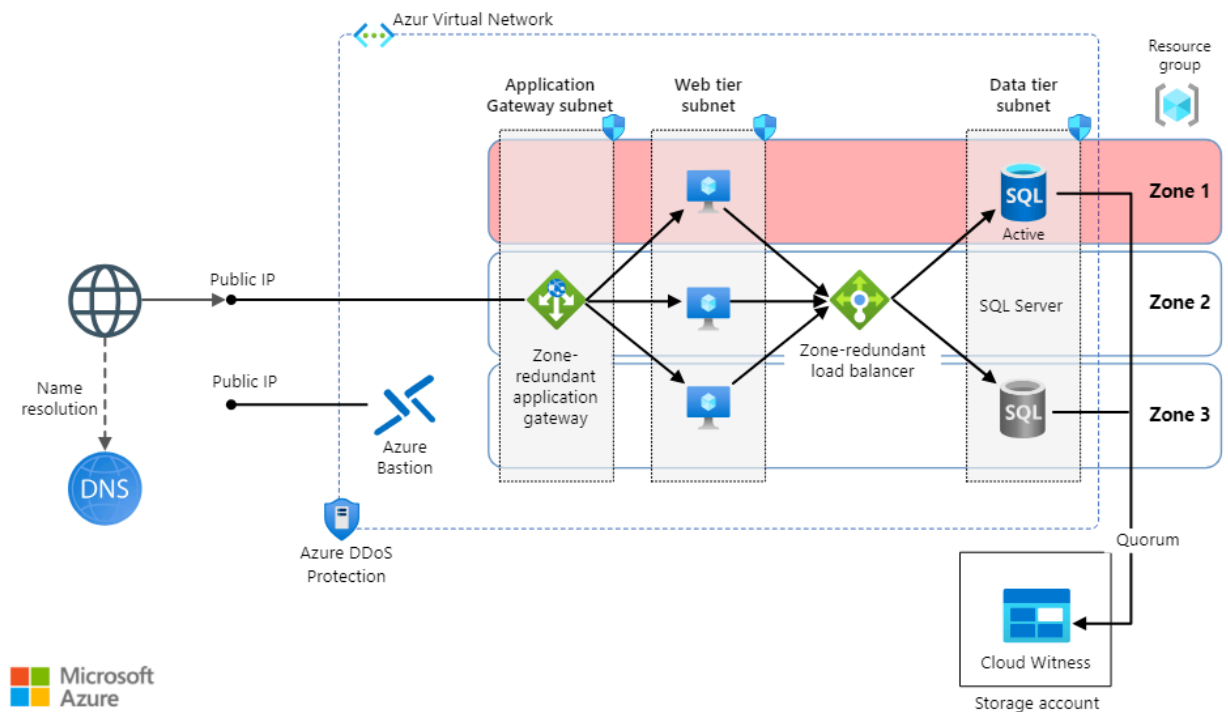 Azur Virtual Network
Resource
group
Application
Gateway subnet
Web tier
subnet
Data tier
subnet
Zone 1
SQL
Active
Public IP
Zone 2
SQL Server
Zone-
redundant
application
gateway
Zone-redundant
load balancer
Name
resolution
Public IP
Azure
Bastion
SQL
Zone 3
DNS
Azure DDoS
Protection
Quorum
Cloud Witness
Storage account
Microsoft
Azure